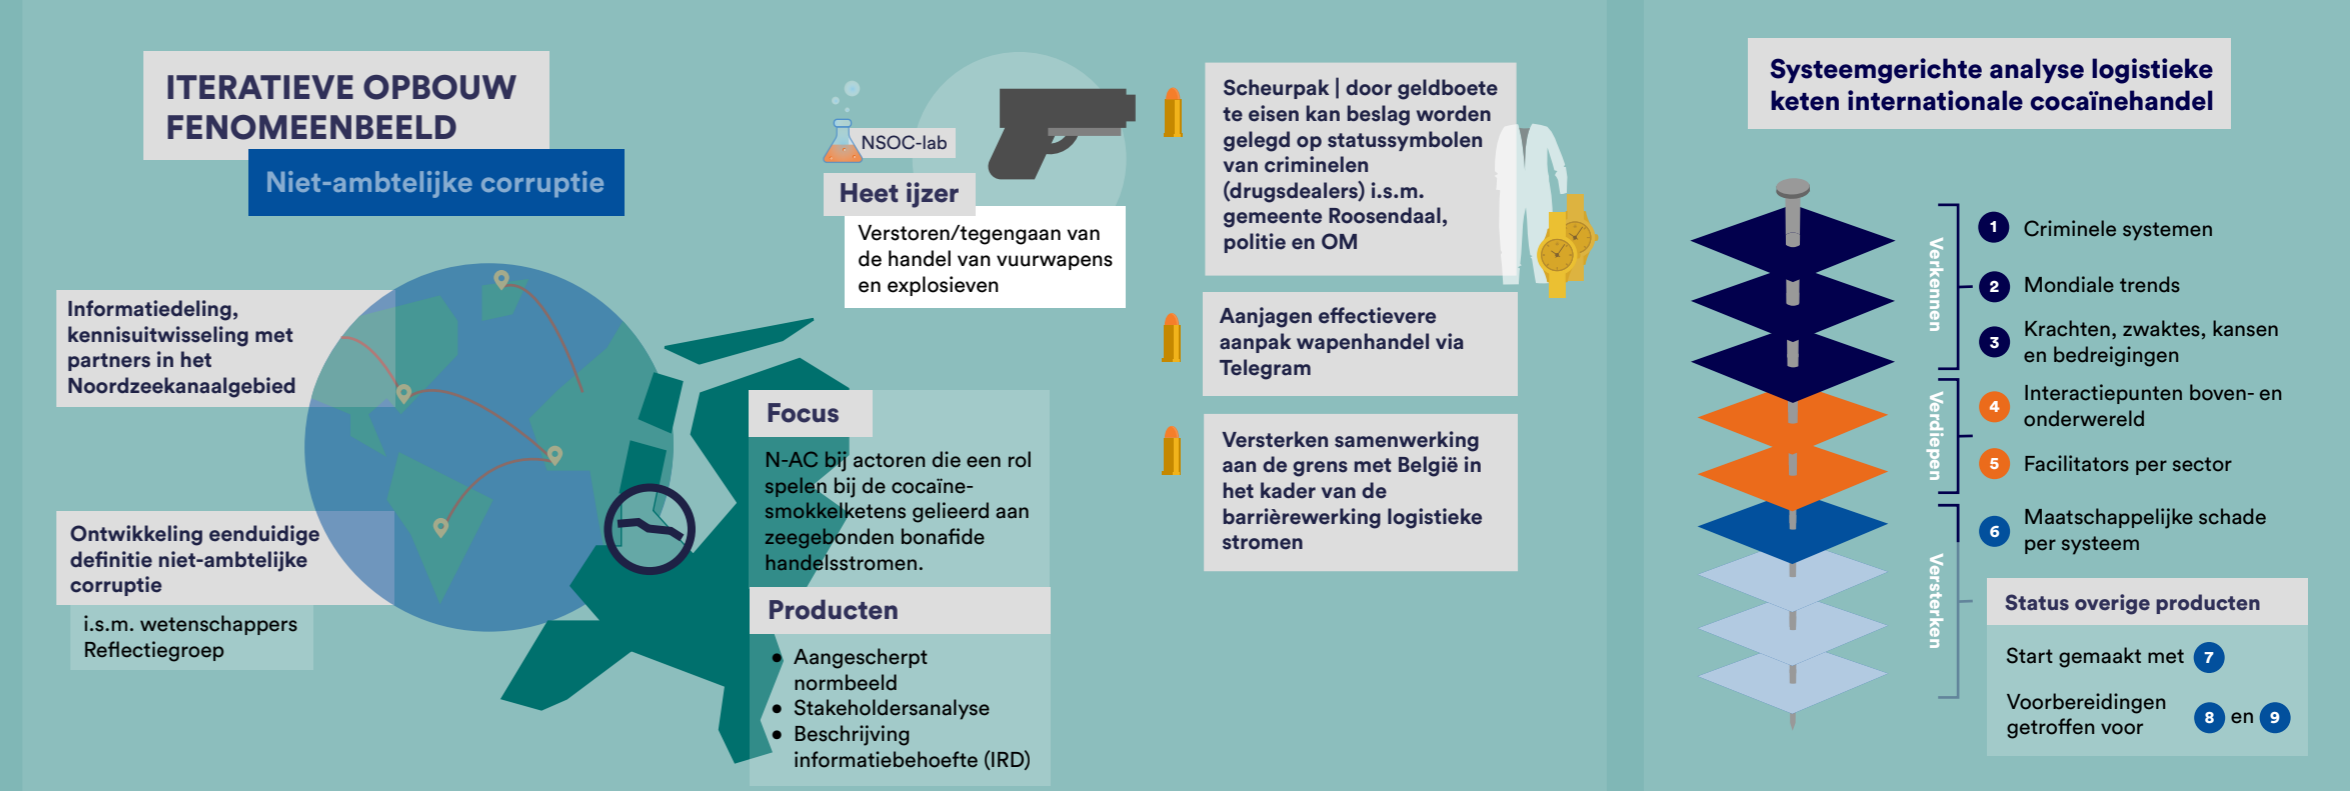 ITERATIEVE OPBOUW
FENOMEENBEELD
Niet-ambtelijke corruptie
Informatiedeling,
kennisuitwisseling met
partners in het
Noordzeekanaalgebied
Ontwikkeling eenduidige
definitie niet-ambtelijke
corruptie
i.s.m. wetenschappers
Reflectiegroep
Focus
N-AC bij actoren die een rol
spelen bij de cocaïne-
smokkelketens gelieerd aan
zeegebonden bonafide
handelsstromen.
Producten
● Aangescherpt
normbeeld
● Stakeholdersanalyse
● Beschrijving
informatiebehoefte (IRD)
NSOC-lab
Heet ijzer
Verstoren/tegengaan van
de handel van vuurwapens
en explosieven
Scheurpak | door geldboete
te eisen kan beslag worden
gelegd op statussymbolen
van criminelen
(drugsdealers) i.s.m.
gemeente Roosendaal,
politie en OM
Aanjagen effectievere
aanpak wapenhandel via
Telegram
Versterken samenwerking
aan de grens met België in
het kader van de
barrièrewerking logistieke
stromen
Systeemgerichte analyse logistieke
keten internationale cocaïnehandel
Verkennen
1 Criminele systemen
2 Mondiale trends
3 Krachten, zwaktes, kansen
en bedreigingen
Verdiepen
4 Interactiepunten boven- en
onderwereld
5 Facilitators per sector
Versterken
6 Maatschappelijke schade
per systeem
Status overige producten
Start gemaakt met 7
Voorbereidingen
getroffen voor 8 en 9